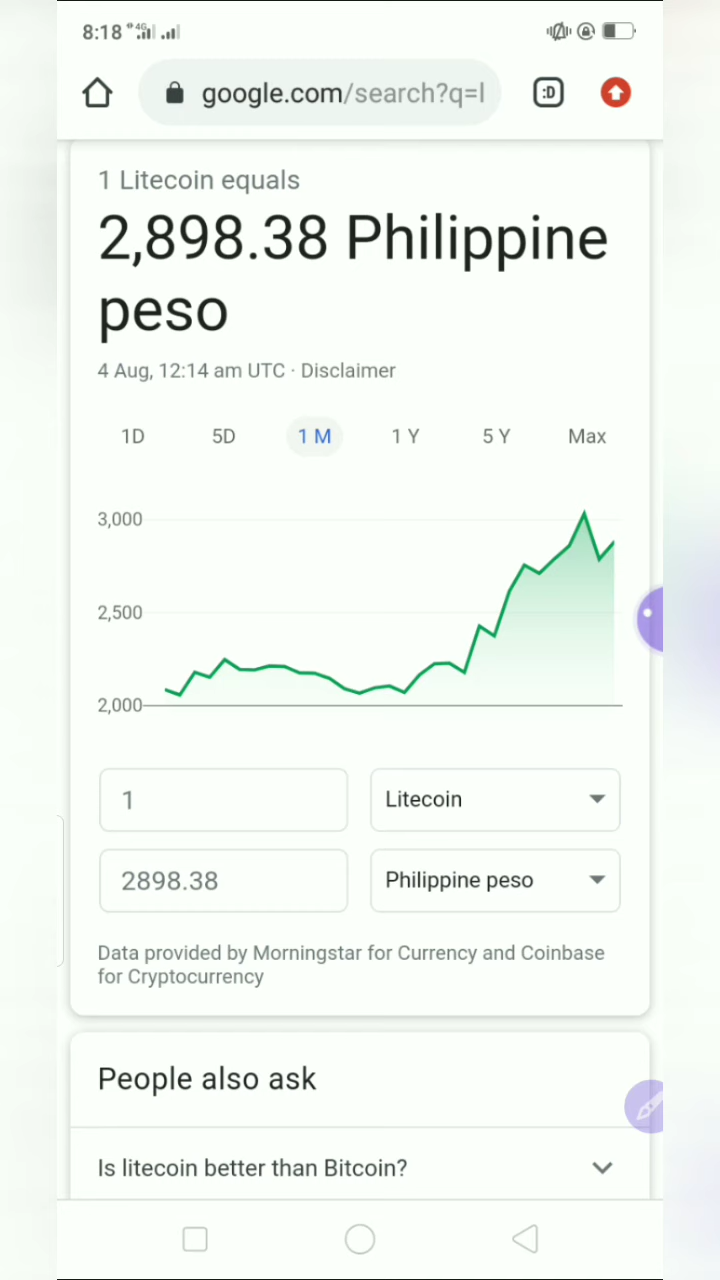 8:18 4G
google.com/search?q=l
:D
1 Litecoin equals
2,898.38 Philippine
peso
4 Aug, 12:14 am UTC · Disclaimer
1D 5D 1 M 1 Y 5 Y Max
3,000
2,500
2,000
1 Litecoin
2898.38 Philippine peso
Data provided by Morningstar for Currency and Coinbase
for Cryptocurrency
People also ask
Is litecoin better than Bitcoin?